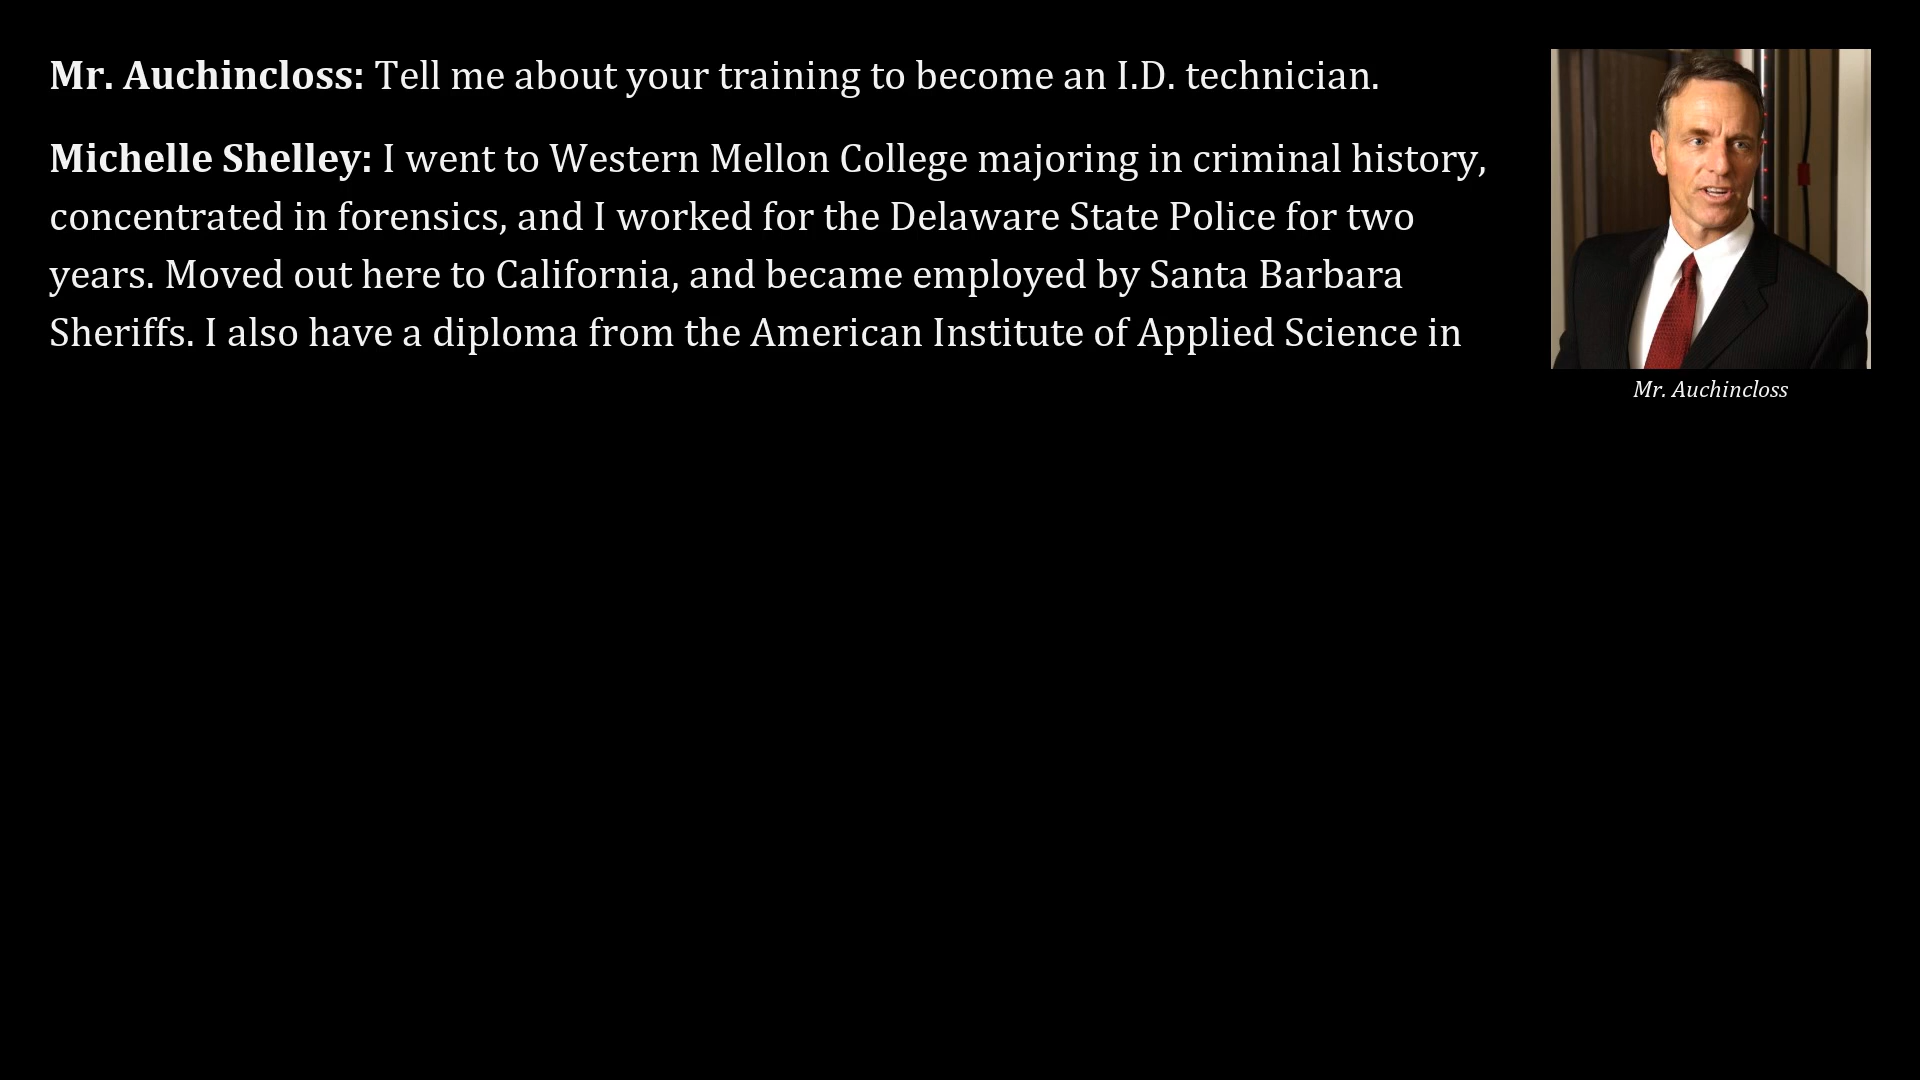 Mr. Auchincloss: Tell me about your training to become an I.D. technician.
Michelle Shelley: I went to Western Mellon College majoring in criminal history,
concentrated in forensics, and I worked for the Delaware State Police for two
years. Moved out here to California, and became employed by Santa Barbara
Sheriffs. I also have a diploma from the American Institute of Applied Science in
Mr. Auchincloss